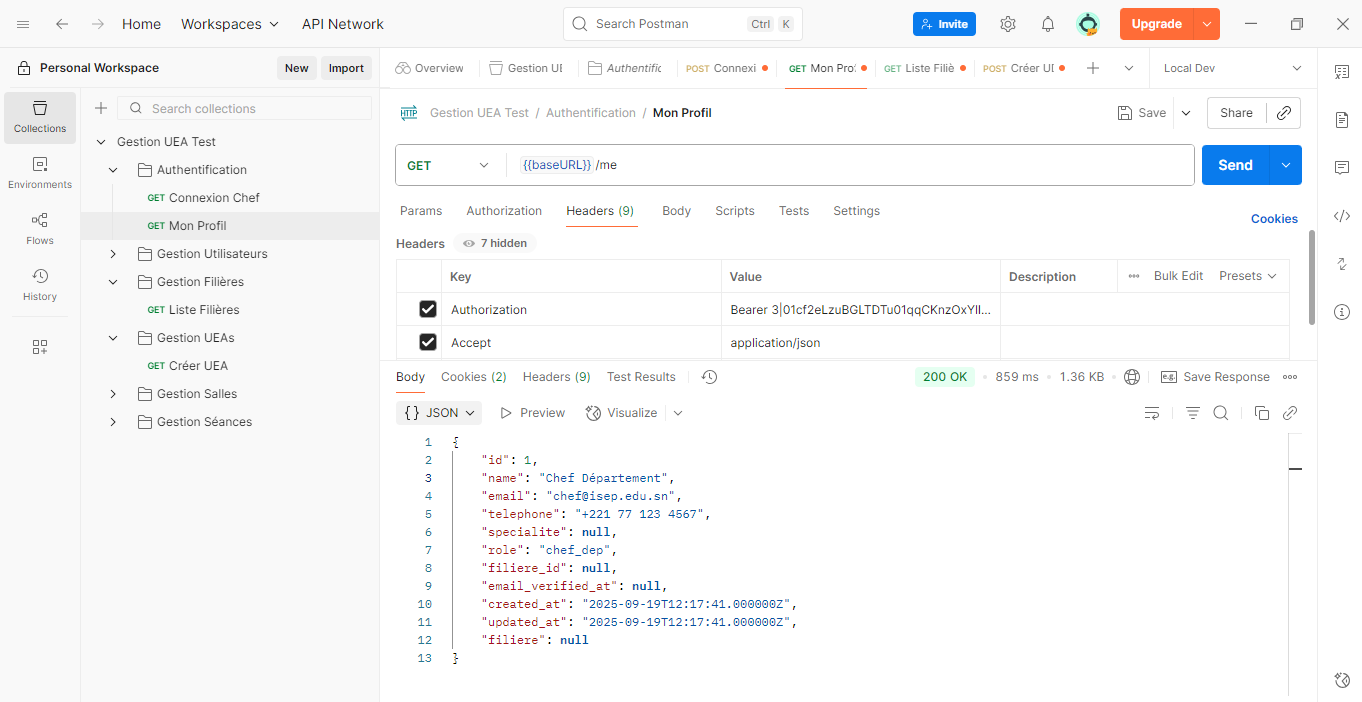 Home Workspaces API Network Search Postman Ctrl K Invite Upgrade
Personal Workspace New Import
Overview Gestion UE Authentific POST Connexi GET Mon Pro GET Liste Filiè POST Créer UE Local Dev
Collections
Environments
Flows
History
Search collections
Gestion UEA Test
Authentification
GET Connexion Chef
GET Mon Profil
Gestion Utilisateurs
Gestion Filières
GET Liste Filières
Gestion UEAs
GET Créer UEA
Gestion Salles
Gestion Séances
HTTP Gestion UEA Test / Authentification / Mon Profil Save Share
GET {{baseURL}} /me Send
Params Authorization Headers (9) Body Scripts Tests Settings Cookies
Headers 7 hidden
Key Value Description Bulk Edit Presets
Authorization Bearer 3|01cf2eLzuBGLTDTu01qqCKnzOxYlI...
Accept application/json
Body Cookies (2) Headers (9) Test Results 200 OK 859 ms 1.36 KB e.g. Save Response
{} JSON Preview Visualize
1 {
2 "id": 1,
3 "name": "Chef Département",
4 "email": "chef@isep.edu.sn",
5 "telephone": "+221 77 123 4567",
6 "specialite": null,
7 "role": "chef_dep",
8 "filiere_id": null,
9 "email_verified_at": null,
10 "created_at": "2025-09-19T12:17:41.000000Z",
11 "updated_at": "2025-09-19T12:17:41.000000Z",
12 "filiere": null
13 }